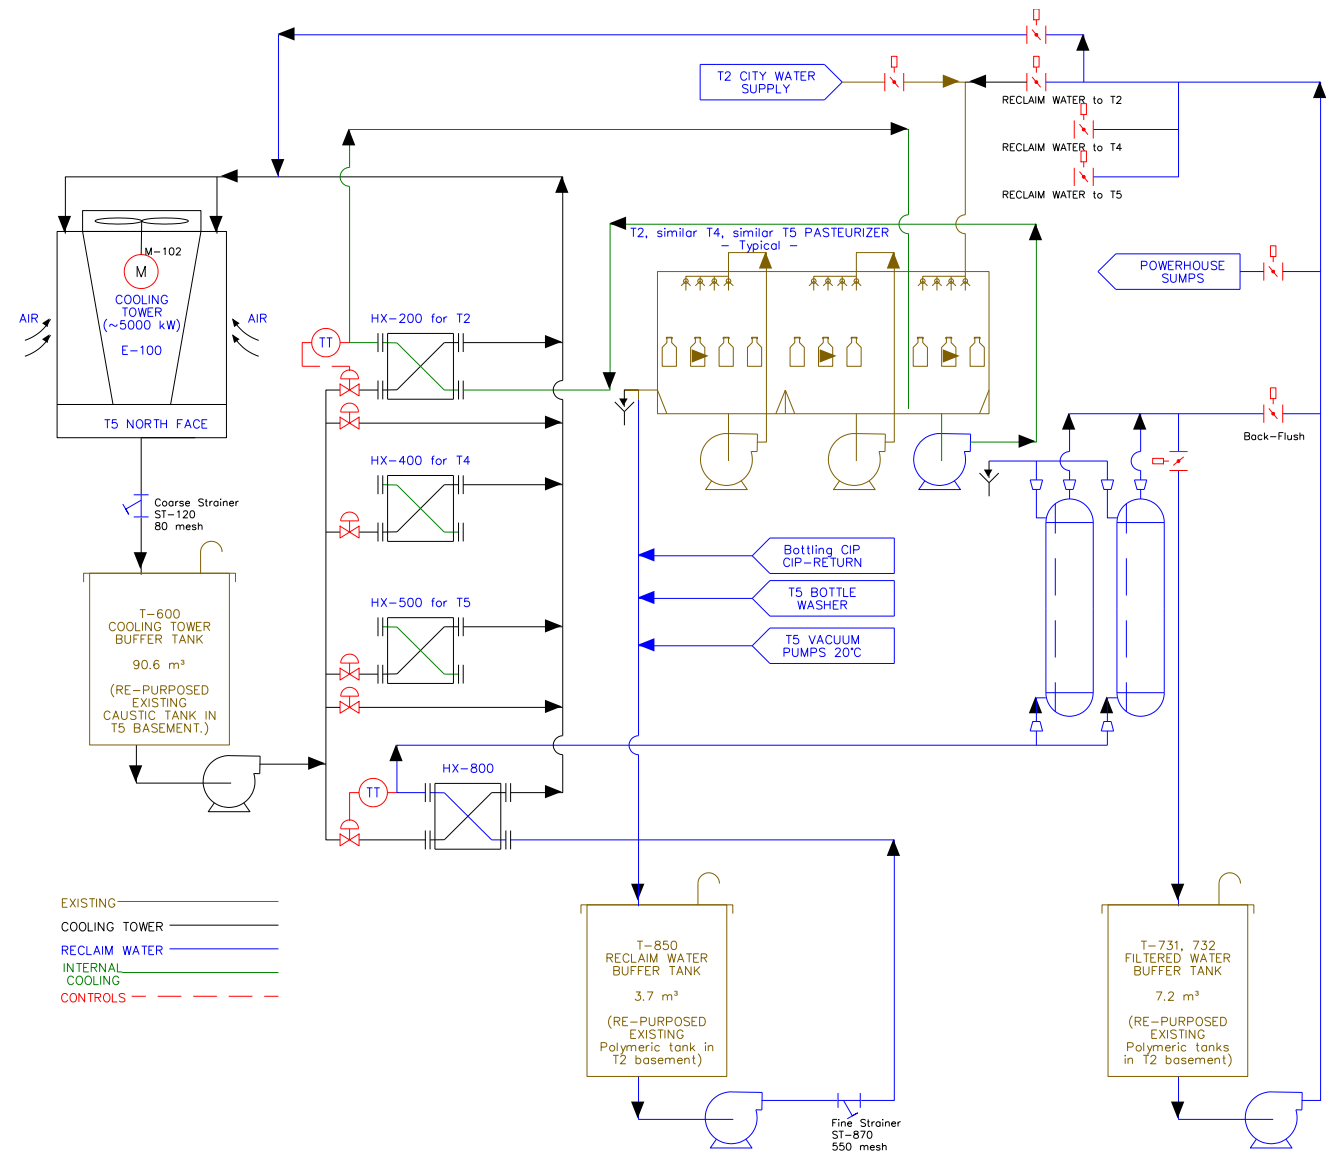 T2 CITY WATER
SUPPLY
RECLAIM WATER to T2
RECLAIM WATER to T4
RECLAIM WATER to T5
T2, similar T4, similar T5 PASTEURIZER
– Typical –
POWERHOUSE
SUMPS
M-102
M
COOLING
TOWER
(~5000 kW)
E-100
AIR
AIR
T5 NORTH FACE
HX-200 for T2
TT
Back-Flush
HX-400 for T4
Coarse Strainer
ST-120
80 mesh
Bottling CIP
CIP-RETURN
T5 BOTTLE
WASHER
T5 VACUUM
PUMPS 20°C
HX-500 for T5
T-600
COOLING TOWER
BUFFER TANK
90.6 m³
(RE-PURPOSED
EXISTING
CAUSTIC TANK IN
T5 BASEMENT.)
HX-800
TT
EXISTING
COOLING TOWER
RECLAIM WATER
INTERNAL
COOLING
CONTROLS
T-850
RECLAIM WATER
BUFFER TANK
3.7 m³
(RE-PURPOSED
EXISTING
Polymeric tank in
T2 basement)
T-731, 732
FILTERED WATER
BUFFER TANK
7.2 m³
(RE-PURPOSED
EXISTING
Polymeric tanks
in T2 basement)
Fine Strainer
ST-870
550 mesh